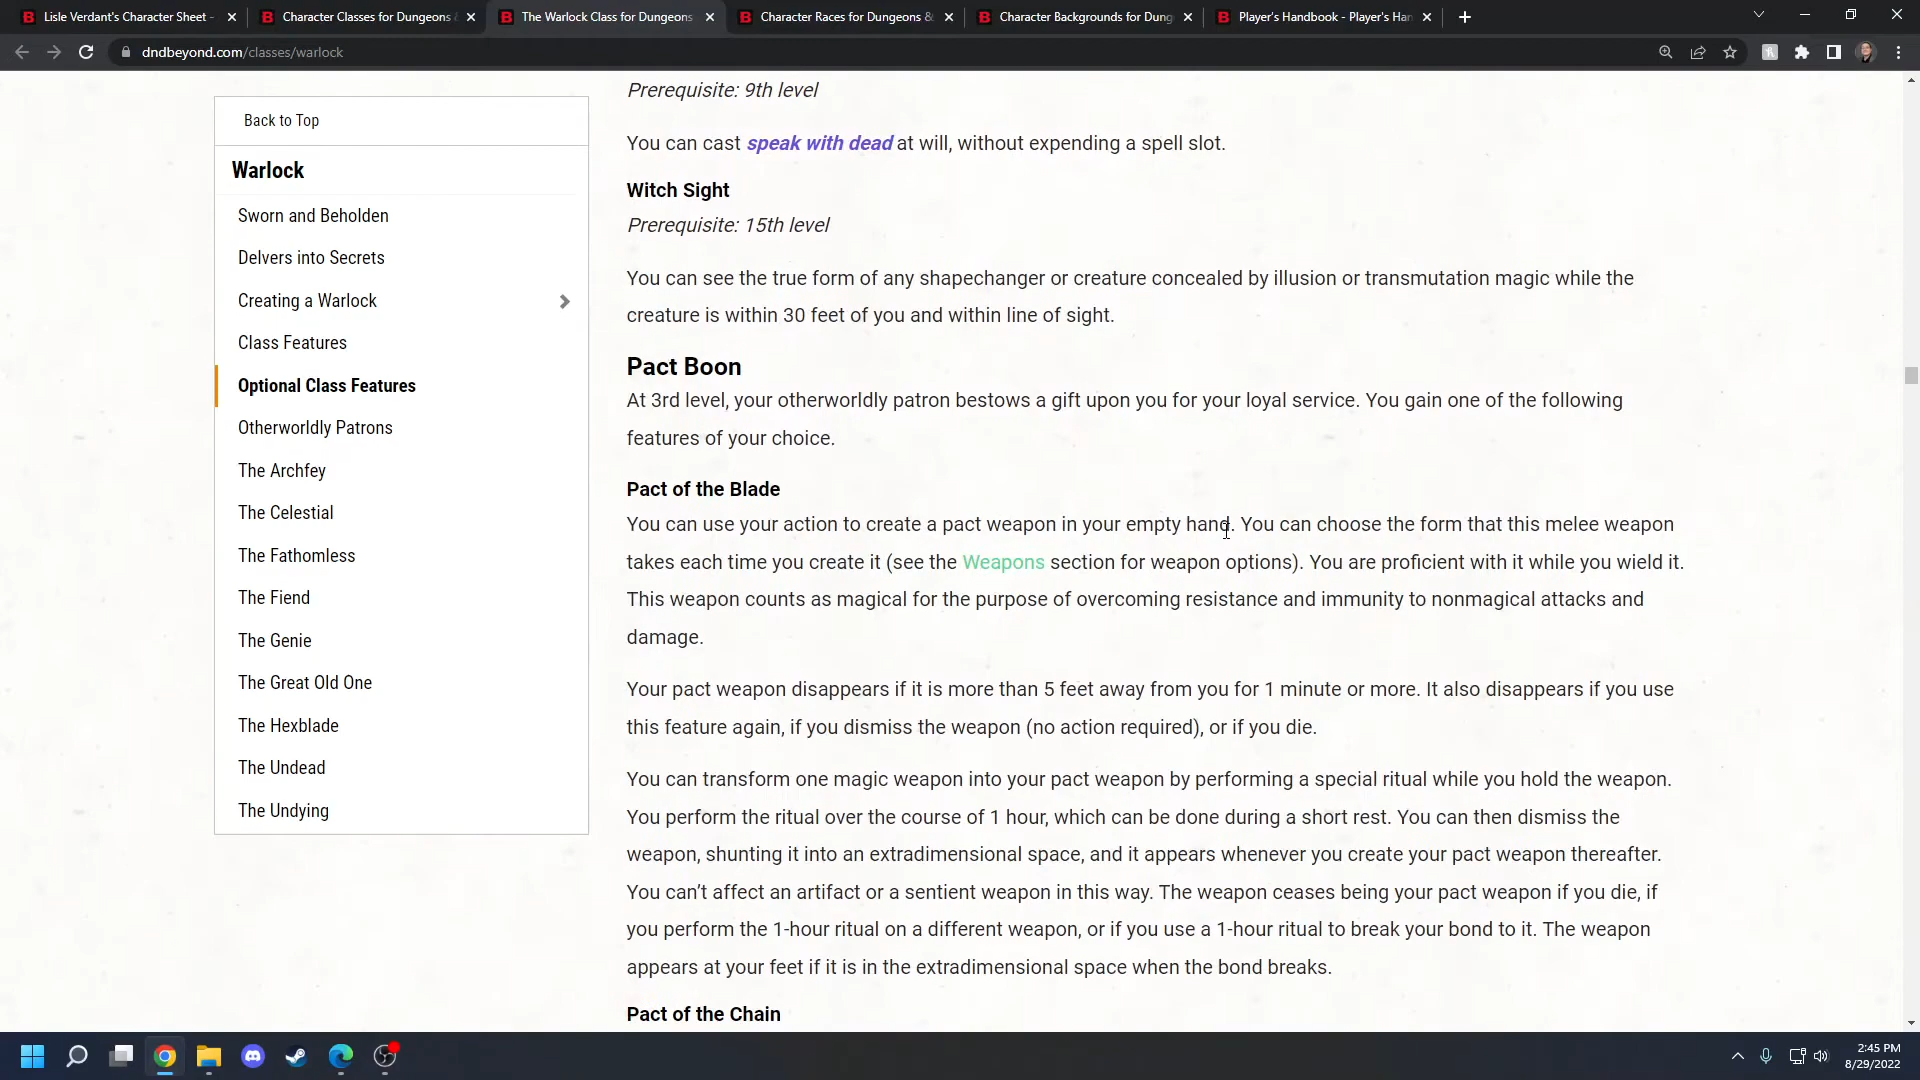 Lisle Verdant's Character Sheet -
Character Classes for Dungeons &
The Warlock Class for Dungeons
Character Races for Dungeons &
Character Backgrounds for Dung
Player's Handbook - Player's Han
dndbeyond.com/classes/warlock
Back to Top
Warlock
Sworn and Beholden
Delvers into Secrets
Creating a Warlock
Class Features
Optional Class Features
Otherworldly Patrons
The Archfey
The Celestial
The Fathomless
The Fiend
The Genie
The Great Old One
The Hexblade
The Undead
The Undying
Prerequisite: 9th level
You can cast speak with dead at will, without expending a spell slot.
Witch Sight
Prerequisite: 15th level
You can see the true form of any shapechanger or creature concealed by illusion or transmutation magic while the
creature is within 30 feet of you and within line of sight.
Pact Boon
At 3rd level, your otherworldly patron bestows a gift upon you for your loyal service. You gain one of the following
features of your choice.
Pact of the Blade
You can use your action to create a pact weapon in your empty hand. You can choose the form that this melee weapon
takes each time you create it (see the Weapons section for weapon options). You are proficient with it while you wield it.
This weapon counts as magical for the purpose of overcoming resistance and immunity to nonmagical attacks and
damage.
Your pact weapon disappears if it is more than 5 feet away from you for 1 minute or more. It also disappears if you use
this feature again, if you dismiss the weapon (no action required), or if you die.
You can transform one magic weapon into your pact weapon by performing a special ritual while you hold the weapon.
You perform the ritual over the course of 1 hour, which can be done during a short rest. You can then dismiss the
weapon, shunting it into an extradimensional space, and it appears whenever you create your pact weapon thereafter.
You can't affect an artifact or a sentient weapon in this way. The weapon ceases being your pact weapon if you die, if
you perform the 1-hour ritual on a different weapon, or if you use a 1-hour ritual to break your bond to it. The weapon
appears at your feet if it is in the extradimensional space when the bond breaks.
Pact of the Chain
2:45 PM
8/29/2022